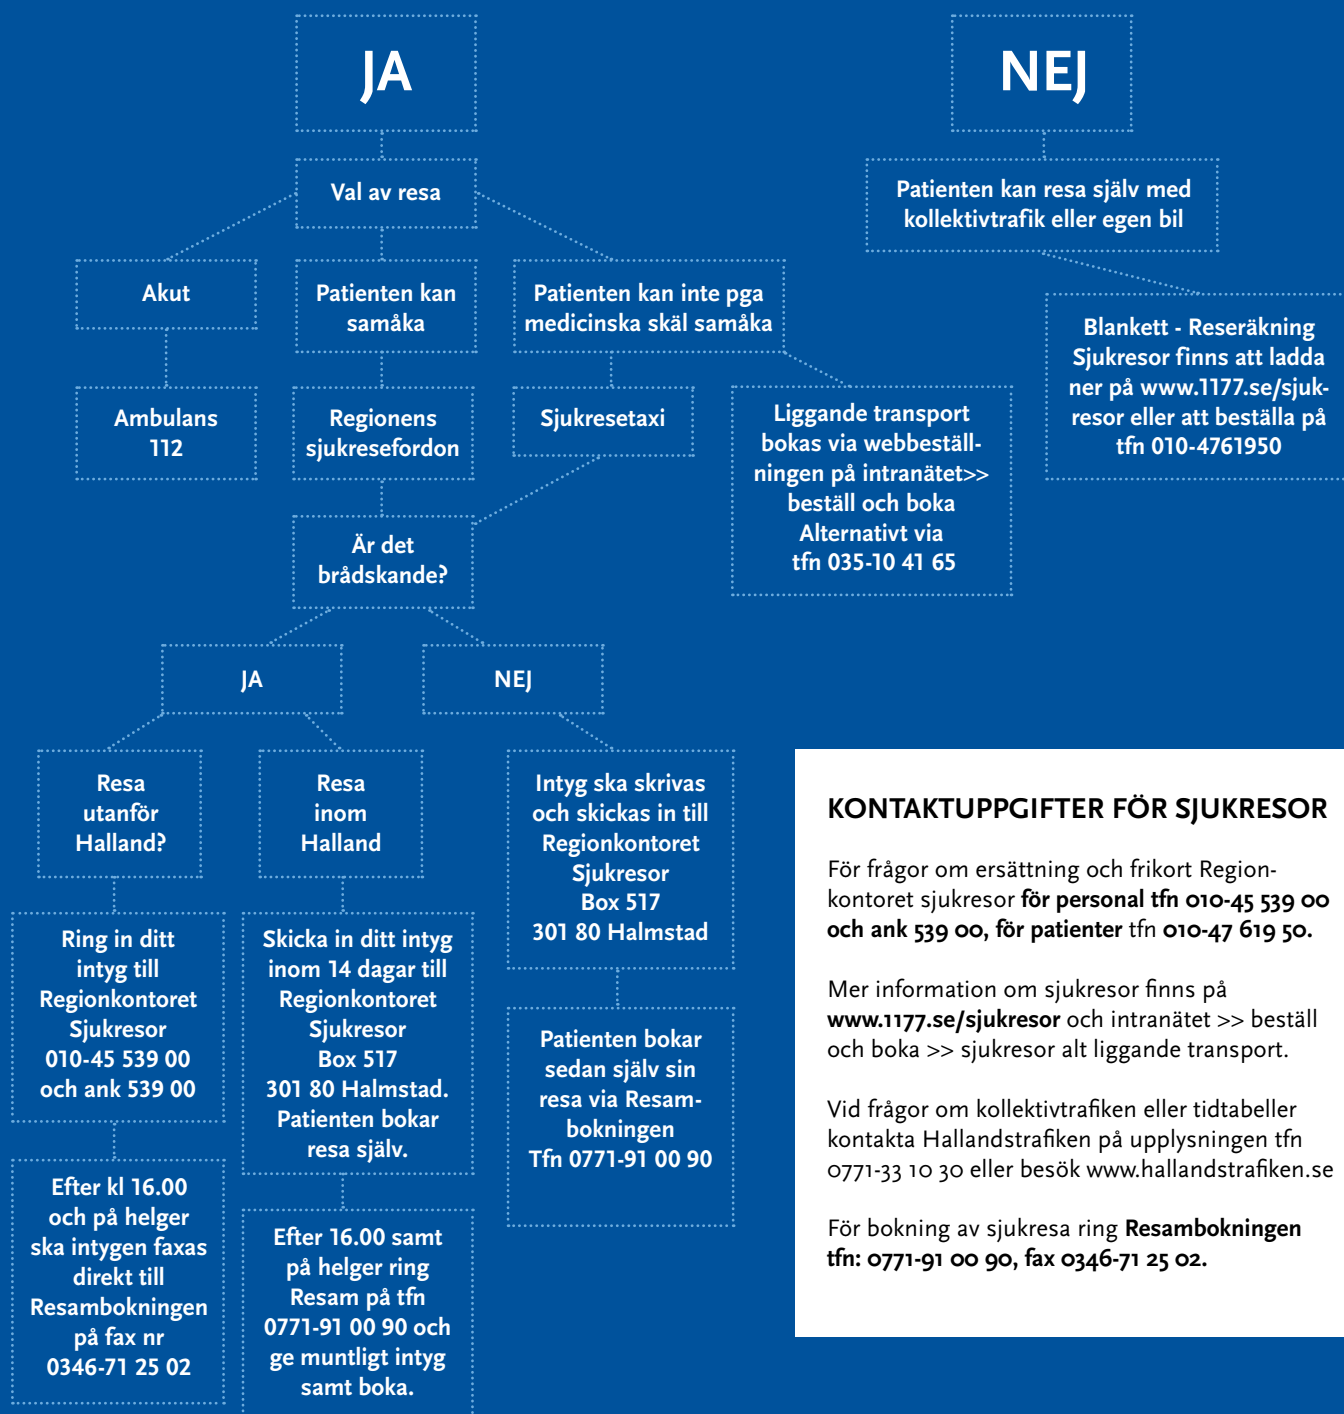 JA
NEJ
Val av resa
Patienten kan resa själv med
kollektivtrafik eller egen bil
Akut
Patienten kan
samåka
Patienten kan inte pga
medicinska skäl samåka
Blankett - Reseräkning
Sjukresor finns att ladda
ner på www.1177.se/sjuk-
resor eller att beställa på
tfn 010-4761950
Ambulans
112
Regionens
sjukresefordon
Sjukresetaxi
Liggande transport
bokas via webbeställ-
ningen på intranätet>>
beställ och boka
Alternativt via
tfn 035-10 41 65
Är det
brådskande?
JA
NEJ
Resa
utanför
Halland?
Resa
inom
Halland
Intyg ska skrivas
och skickas in till
Regionkontoret
Sjukresor
Box 517
301 80 Halmstad
Ring in ditt
intyg till
Regionkontoret
Sjukresor
010-45 539 00
och ank 539 00
Skicka in ditt intyg
inom 14 dagar till
Regionkontoret
Sjukresor
Box 517
301 80 Halmstad.
Patienten bokar
resa själv.
Patienten bokar
sedan själv sin
resa via Resam-
bokningen
Tfn 0771-91 00 90
Efter kl 16.00
och på helger
ska intygen faxas
direkt till
Resambokningen
på fax nr
0346-71 25 02
Efter 16.00 samt
på helger ring
Resam på tfn
0771-91 00 90 och
ge muntligt intyg
samt boka.
KONTAKTUPPGIFTER FÖR SJUKRESOR
För frågor om ersättning och frikort Region-
kontoret sjukresor för personal tfn 010-45 539 00
och ank 539 00, för patienter tfn 010-47 619 50.
Mer information om sjukresor finns på
www.1177.se/sjukresor och intranätet >> beställ
och boka >> sjukresor alt liggande transport.
Vid frågor om kollektivtrafiken eller tidtabeller
kontakta Hallandstrafiken på upplysningen tfn
0771-33 10 30 eller besök www.hallandstrafiken.se
För bokning av sjukresa ring Resambokningen
tfn: 0771-91 00 90, fax 0346-71 25 02.